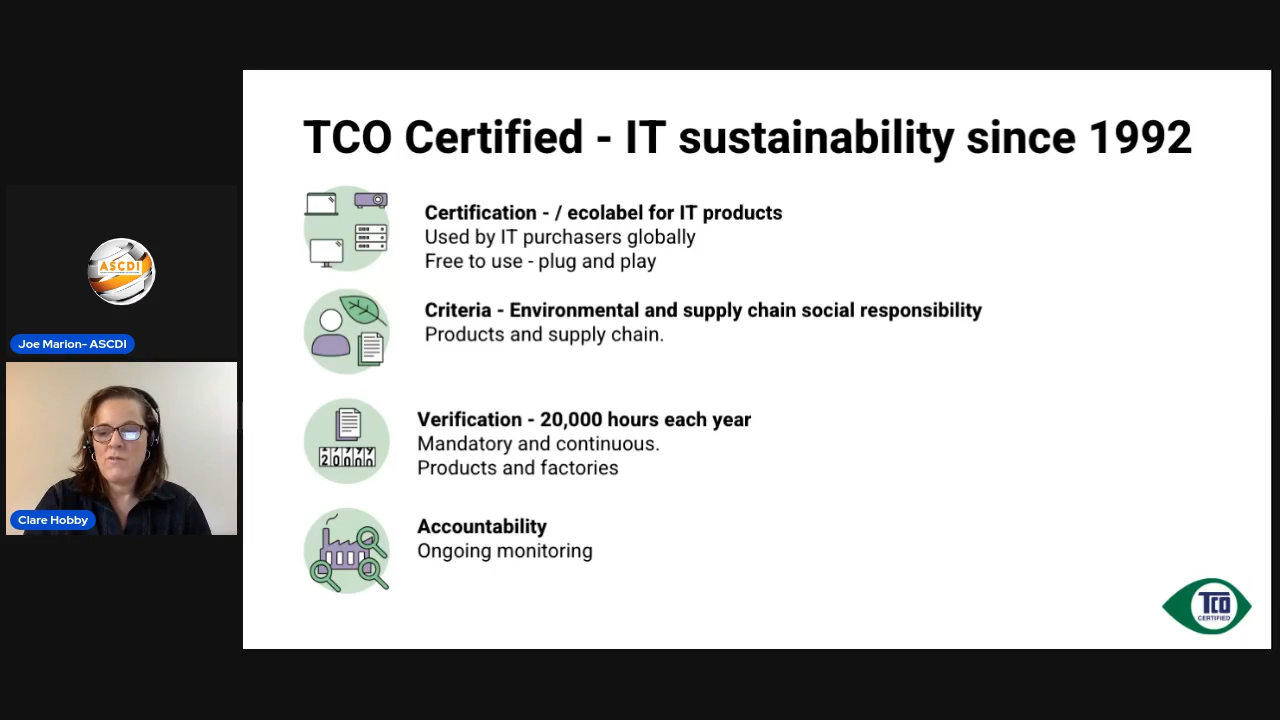 TCO Certified - IT sustainability since 1992
Certification - / ecolabel for IT products
Used by IT purchasers globally
Free to use - plug and play
Criteria - Environmental and supply chain social responsibility
Products and supply chain.
Verification - 20,000 hours each year
Mandatory and continuous.
Products and factories
Accountability
Ongoing monitoring
ASCDI
Joe Marion- ASCDI
Clare Hobby
TCO
CERTIFIED